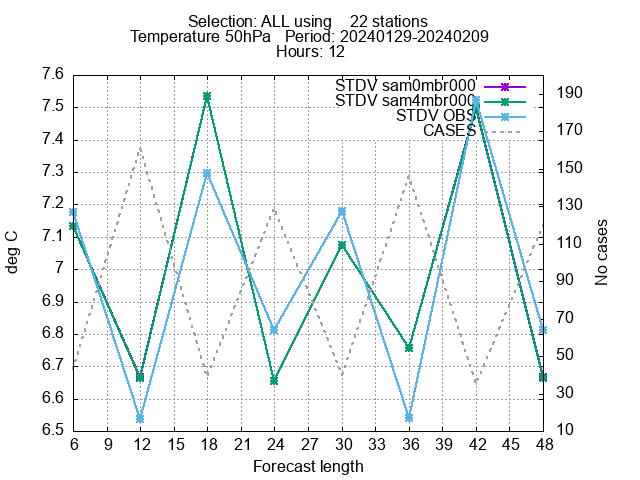 Selection: ALL using 22 stations
Temperature 50hPa Period: 20240129-20240209
Hours: 12
STDV sam0mbr000
STDV sam4mbr000
STDV OBS
CASES
7.6
7.5
7.4
7.3
7.2
7.1
7
6.9
6.8
6.7
6.6
6.5
deg C
190
170
150
130
110
90
70
50
30
10
No cases
6 9 12 15 18 21 24 27 30 33 36 39 42 45 48
Forecast length